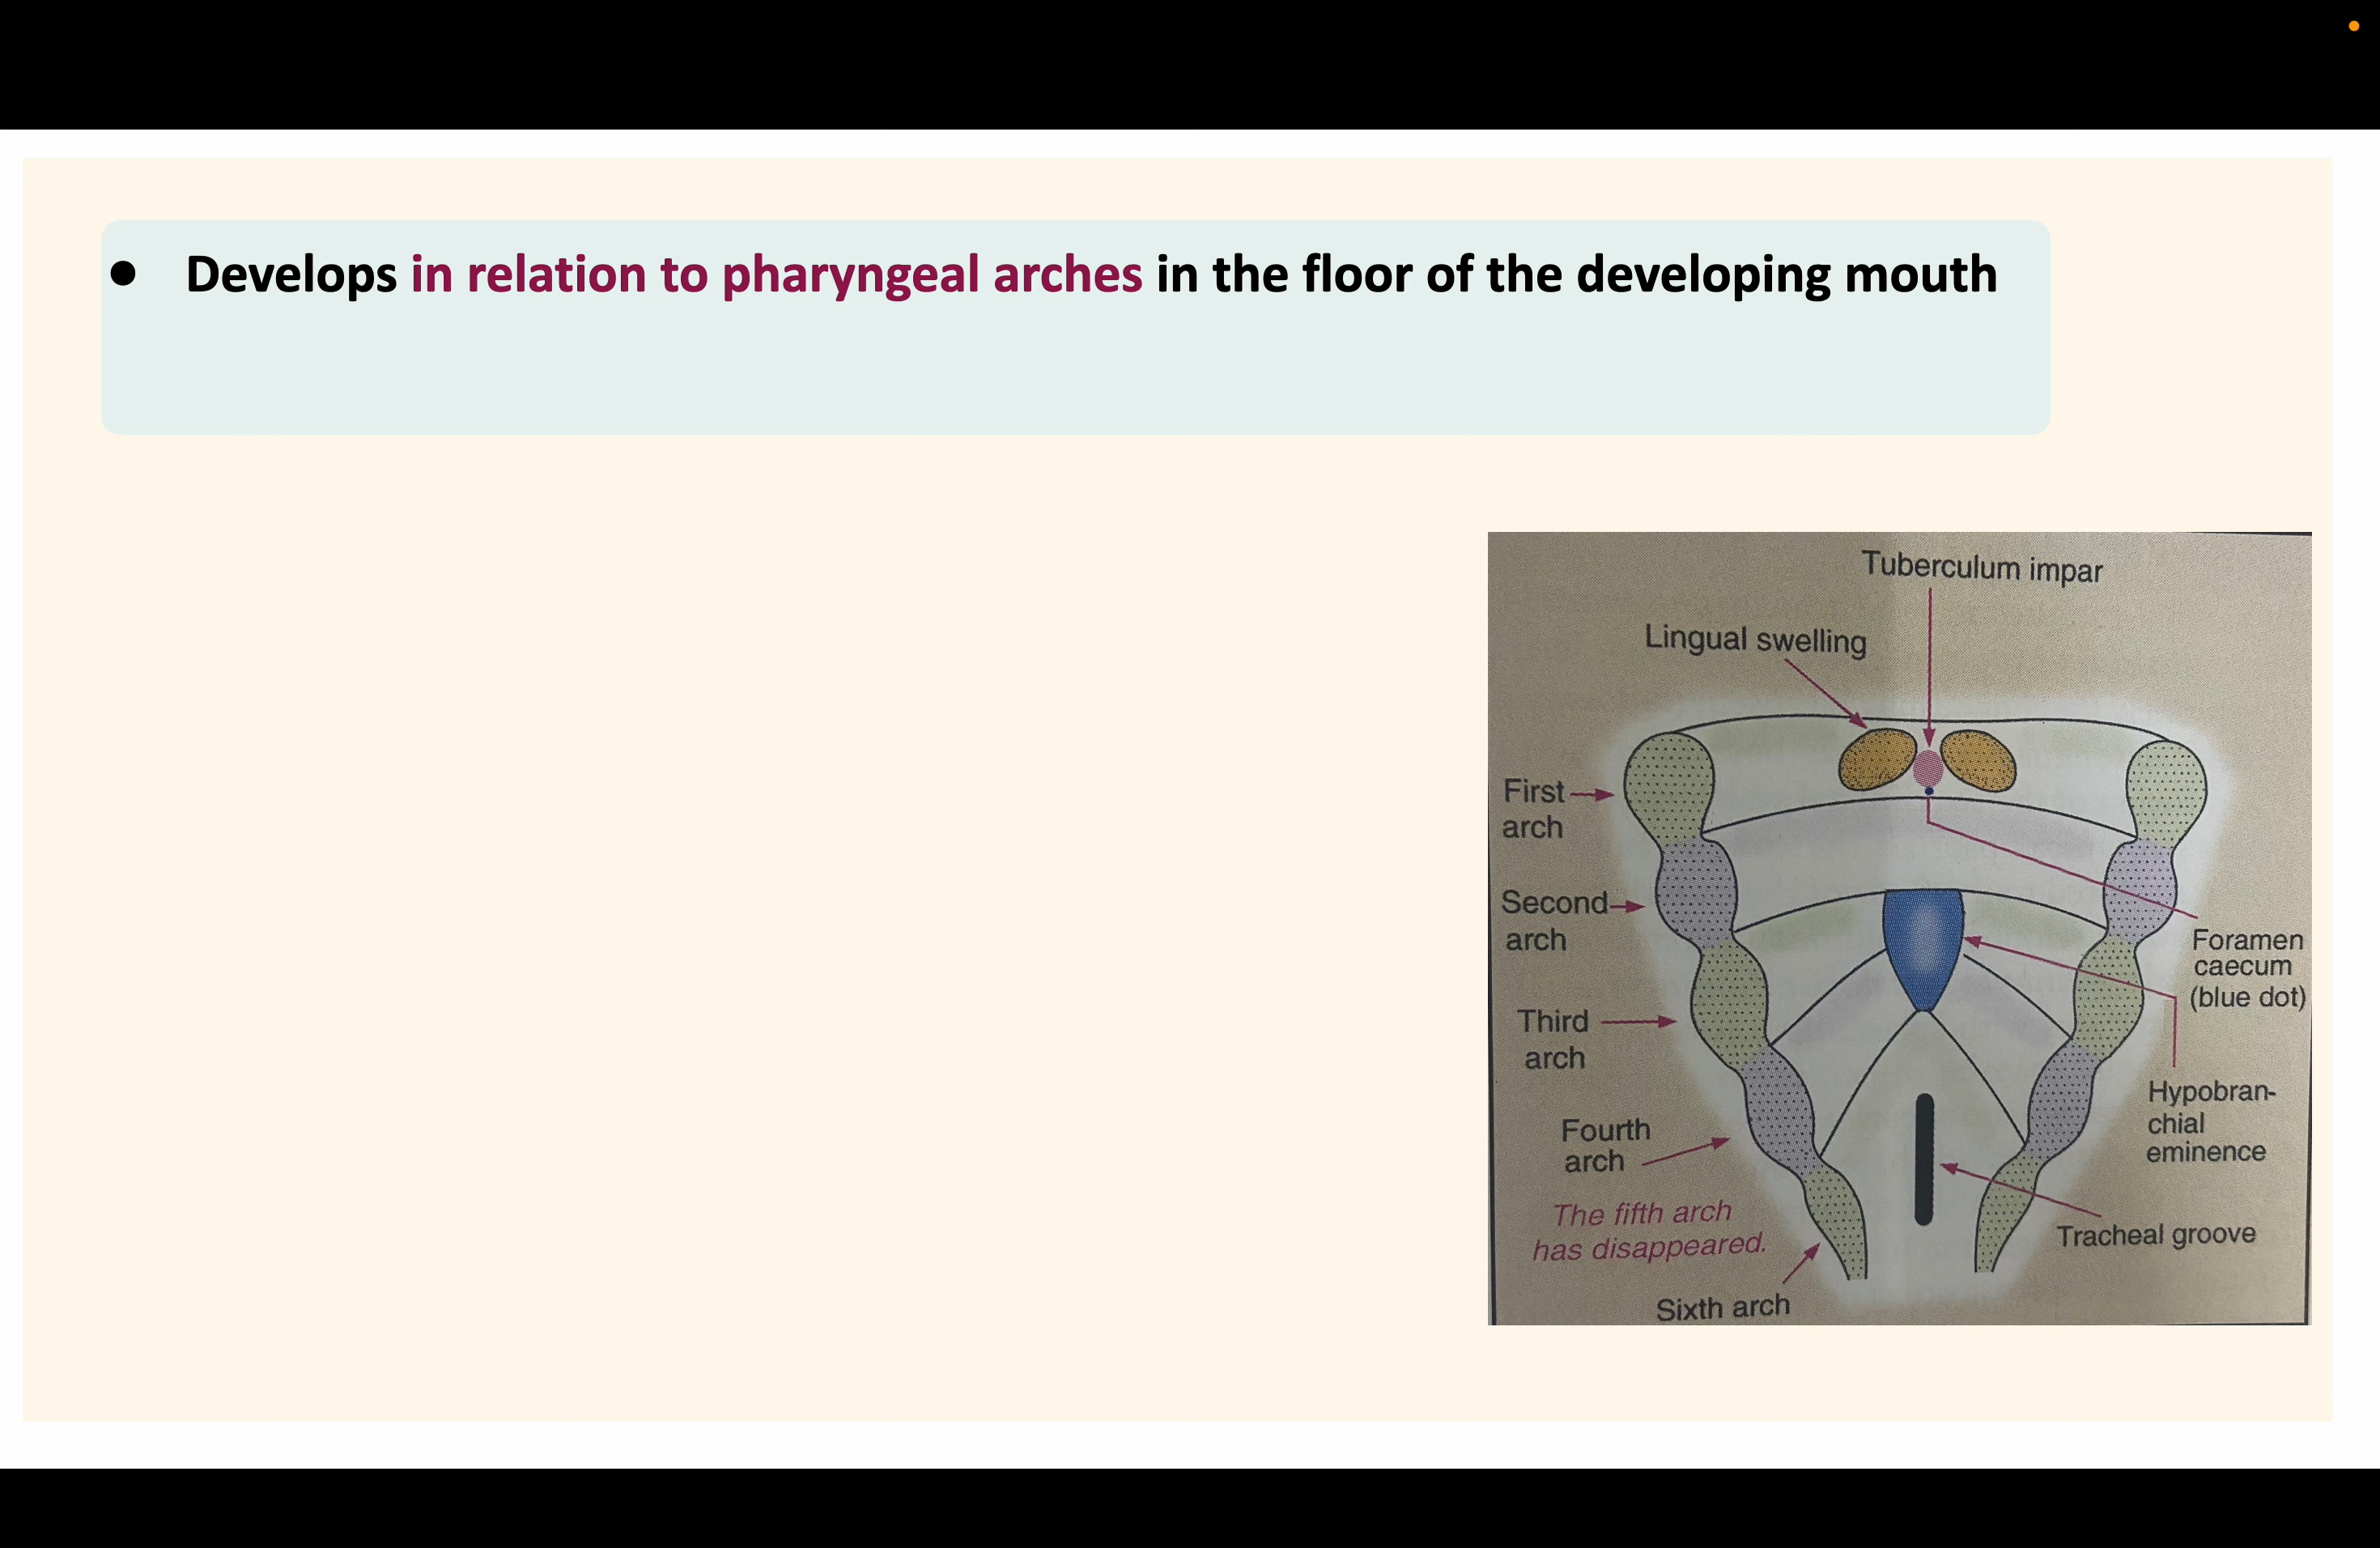 ● Develops in relation to pharyngeal arches in the floor of the developing mouth
Tuberculum impar
Lingual swelling
First
arch
Second
arch
Third
arch
Fourth
arch
The fifth arch
has disappeared.
Sixth arch
Foramen
caecum
(blue dot)
Hypobran-
chial
eminence
Tracheal groove